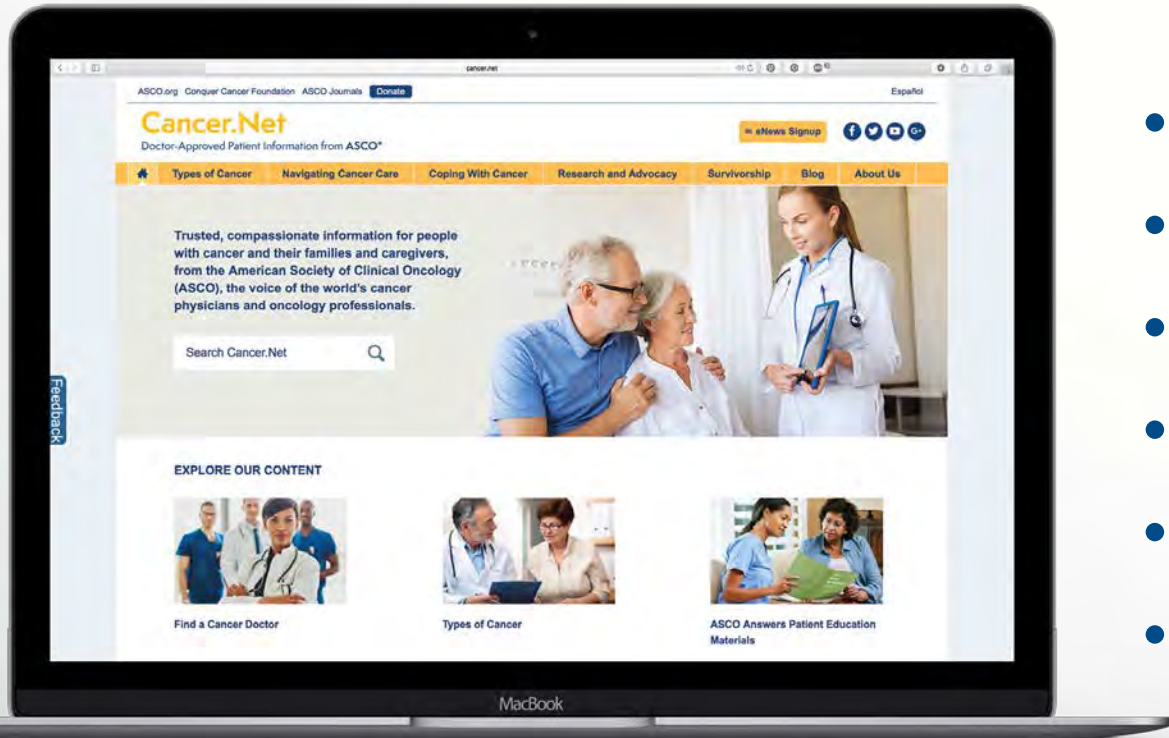 cancer.net
ASCO.org Conquer Cancer Foundation ASCO Journals Donate Español
Cancer.Net
Doctor-Approved Patient Information from ASCO®
eNews Signup
Types of Cancer Navigating Cancer Care Coping With Cancer Research and Advocacy Survivorship Blog About Us
Trusted, compassionate information for people
with cancer and their families and caregivers,
from the American Society of Clinical Oncology
(ASCO), the voice of the world's cancer
physicians and oncology professionals.
Search Cancer.Net
Feedback
EXPLORE OUR CONTENT
Find a Cancer Doctor
Types of Cancer
ASCO Answers Patient Education
Materials
MacBook